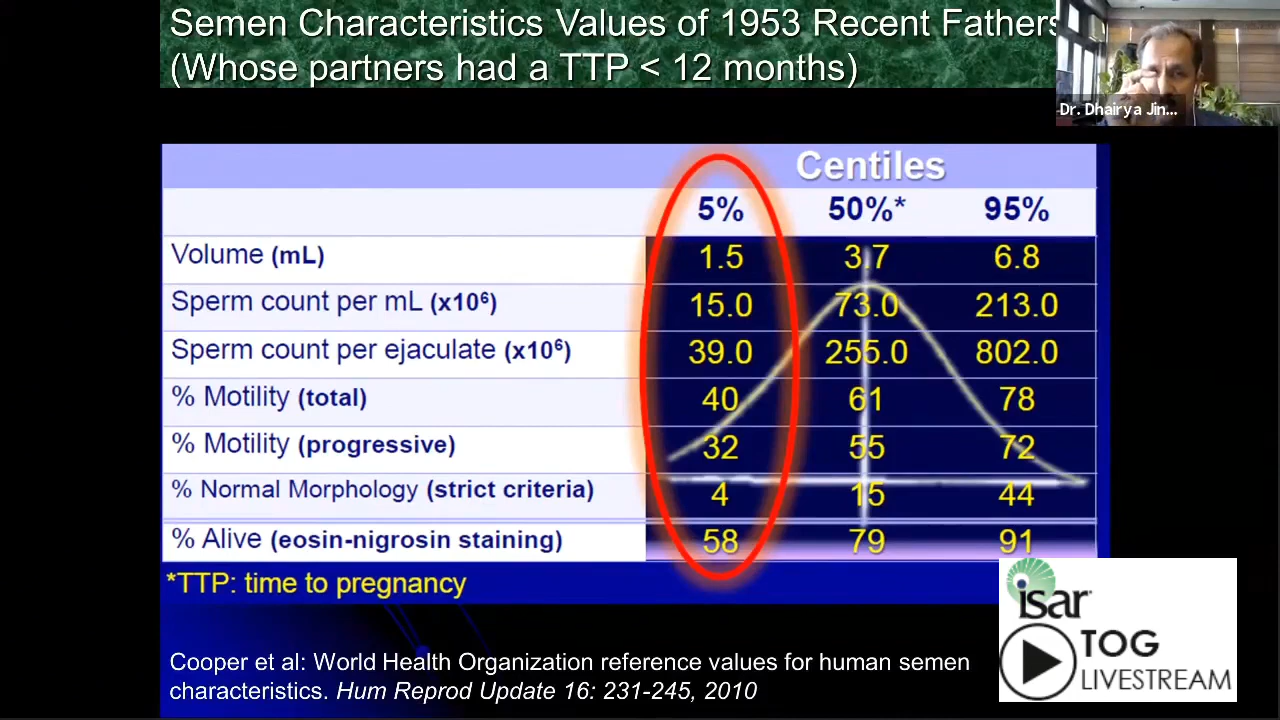 Semen Characteristics Values of 1953 Recent Fathers
(Whose partners had a TTP < 12 months)
Dr. Dhairya Jin...
Centiles
5% 50%* 95%
Volume (mL) 1.5 3.7 6.8
Sperm count per mL (x10⁶) 15.0 73.0 213.0
Sperm count per ejaculate (x10⁶) 39.0 255.0 802.0
% Motility (total) 40 61 78
% Motility (progressive) 32 55 72
% Normal Morphology (strict criteria) 4 15 44
% Alive (eosin-nigrosin staining) 58 79 91
*TTP: time to pregnancy
Cooper et al: World Health Organization reference values for human semen
characteristics. Hum Reprod Update 16: 231-245, 2010
isar
TOG
LIVESTREAM